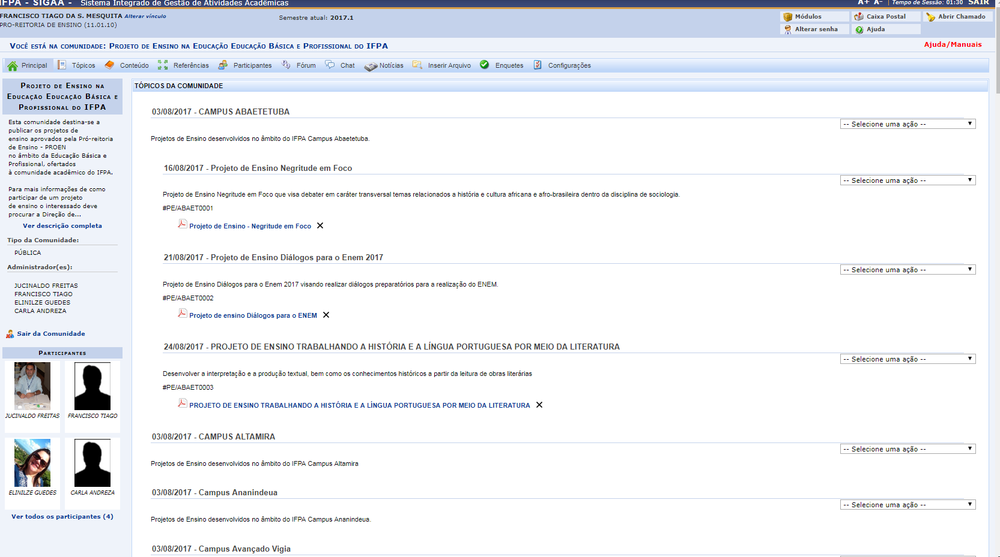 IFPA - SIGAA - Sistema Integrado de Gestão de Atividades Acadêmicas
A+ A- | Tempo de Sessão: 01:30 SAIR
FRANCISCO TIAGO DA S. MESQUITA Alterar vínculo
PRO-REITORIA DE ENSINO (11.01.10)
Semestre atual: 2017.1
Módulos
Caixa Postal
Abrir Chamado
Alterar senha
Ajuda
VOCÊ ESTÁ NA COMUNIDADE: PROJETO DE ENSINO NA EDUCAÇÃO EDUCAÇÃO BÁSICA E PROFISSIONAL DO IFPA
Ajuda/Manuais
Principal Tópicos Conteúdo Referências Participantes Fórum Chat Notícias Inserir Arquivo Enquetes Configurações
PROJETO DE ENSINO NA
EDUCAÇÃO EDUCAÇÃO BÁSICA E
PROFISSIONAL DO IFPA
Esta comunidade destina-se a
publicar os projetos de
ensino aprovados pela Pró-reitoria
de Ensino - PROEN
no âmbito da Educação Básica e
Profissional, ofertados
à comunidade acadêmico do IFPA.
Para mais informações de como
participar de um projeto
de ensino o interessado deve
procurar a Direção de...
Ver descrição completa
Tipo da Comunidade:
PÚBLICA
Administrador(es):
JUCINALDO FREITAS
FRANCISCO TIAGO
ELINILZE GUEDES
CARLA ANDREZA
Sair da Comunidade
PARTICIPANTES
JUCINALDO FREITAS
FRANCISCO TIAGO
ELINILZE GUEDES
CARLA ANDREZA
Ver todos os participantes (4)
TÓPICOS DA COMUNIDADE
03/08/2017 - CAMPUS ABAETETUBA
-- Selecione uma ação --
Projetos de Ensino desenvolvidos no âmbito do IFPA Campus Abaetetuba.
16/08/2017 - Projeto de Ensino Negritude em Foco
-- Selecione uma ação --
Projeto de Ensino Negritude em Foco que visa debater em caráter transversal temas relacionados a história e cultura africana e afro-brasileira dentro da disciplina de sociologia.
#PE/ABAET0001
Projeto de Ensino - Negritude em Foco
21/08/2017 - Projeto de Ensino Diálogos para o Enem 2017
-- Selecione uma ação --
Projeto de Ensino Diálogos para o Enem 2017 visando realizar diálogos preparatórios para a realização do ENEM.
#PE/ABAET0002
Projeto de ensino Diálogos para o ENEM
24/08/2017 - PROJETO DE ENSINO TRABALHANDO A HISTÓRIA E A LÍNGUA PORTUGUESA POR MEIO DA LITERATURA
-- Selecione uma ação --
Desenvolver a interpretação e a produção textual, bem como os conhecimentos históricos a partir da leitura de obras literárias
#PE/ABAET0003
PROJETO DE ENSINO TRABALHANDO A HISTÓRIA E A LÍNGUA PORTUGUESA POR MEIO DA LITERATURA
03/08/2017 - CAMPUS ALTAMIRA
-- Selecione uma ação --
Projetos de Ensino desenvolvidos no âmbito do IFPA Campus Altamira
03/08/2017 - Campus Ananindeua
-- Selecione uma ação --
Projetos de Ensino desenvolvidos no âmbito do IFPA Campus Ananindeua.
03/08/2017 - Campus Avançado Vigia